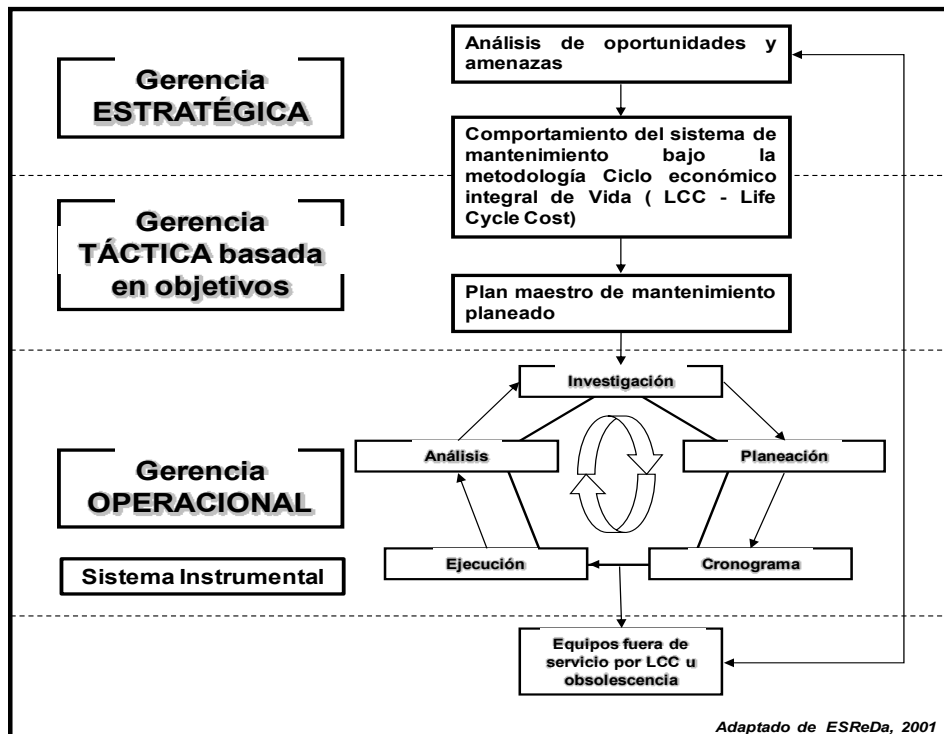 Gerencia
ESTRATÉGICA
Análisis de oportunidades y
amenazas
Comportamiento del sistema de
mantenimiento bajo la
metodología Ciclo económico
integral de Vida ( LCC - Life
Cycle Cost)
Gerencia
TÁCTICA basada
en objetivos
Plan maestro de mantenimiento
planeado
Investigación
Análisis
Planeación
Gerencia
OPERACIONAL
Ejecución
Cronograma
Sistema Instrumental
Equipos fuera de
servicio por LCC u
obsolescencia
Adaptado de ESReDa, 2001